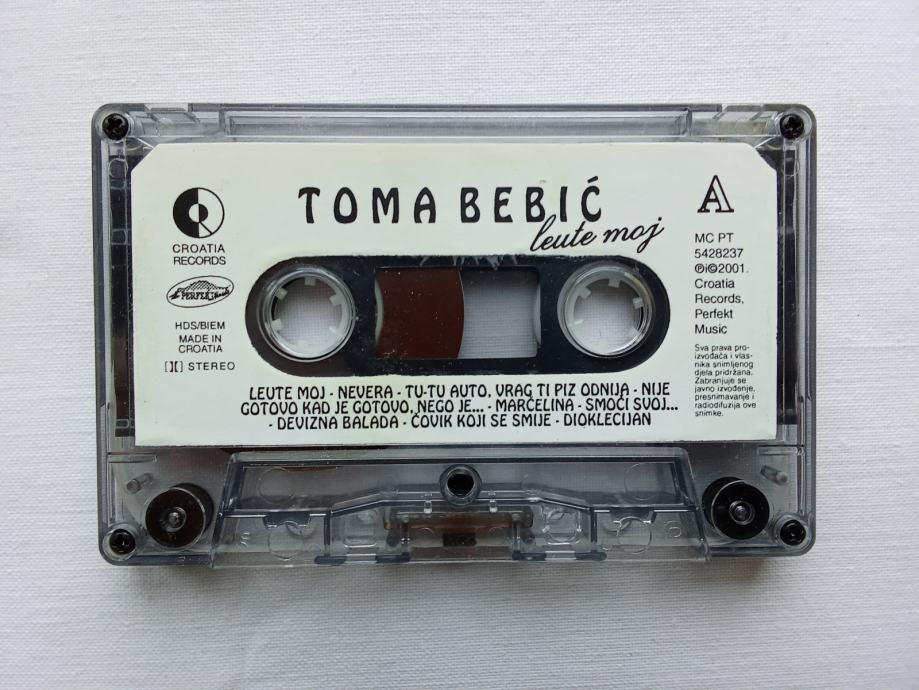 TOMA BEBIĆ
leute moj
CROATIA
RECORDS
PERFEKT
HDS/BIEM
MADE IN
CROATIA
STEREO
A
MC PT
5428237
℗i©2001.
Croatia
Records,
Perfekt
Music
Sva prava pro-
izvođača i vlas-
nika snimljenog
djela pridržana.
Zabranjuje se
javno izvođenje,
presnimavanje i
radiodifuzija ove
snimke.
LEUTE MOJ - NEVERA - TU-TU AUTO, VRAG TI PIZ ODNIJA - NIJE
GOTOVO KAD JE GOTOVO, NEGO JE... - MARČELINA - SMOČI SVOJ...
- DEVIZNA BALADA - ČOVIK KOJI SE SMIJE - DIOKLECIJAN